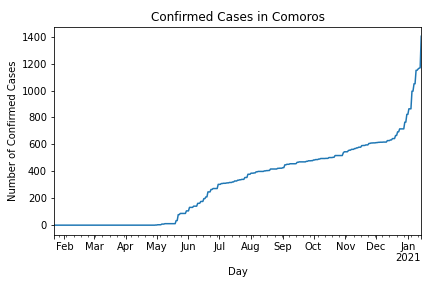 Confirmed Cases in Comoros
1400
1200
1000
800
600
400
200
0
Number of Confirmed Cases
Feb Mar Apr May Jun Jul Aug Sep Oct Nov Dec Jan
2021
Day